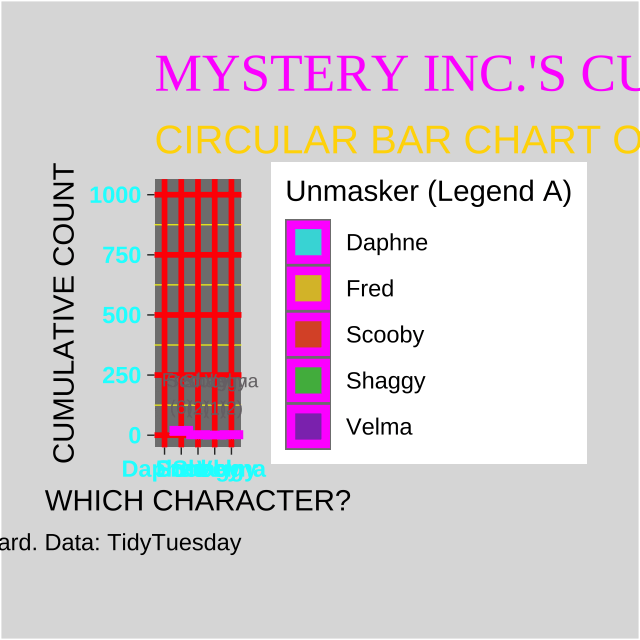 MYSTERY INC.'S CU
CIRCULAR BAR CHART O
CUMULATIVE COUNT
1000
750
500
250
0
WHICH CHARACTER?
Unmasker (Legend A)
Daphne
Fred
Scooby
Shaggy
Velma
ard. Data: TidyTuesday